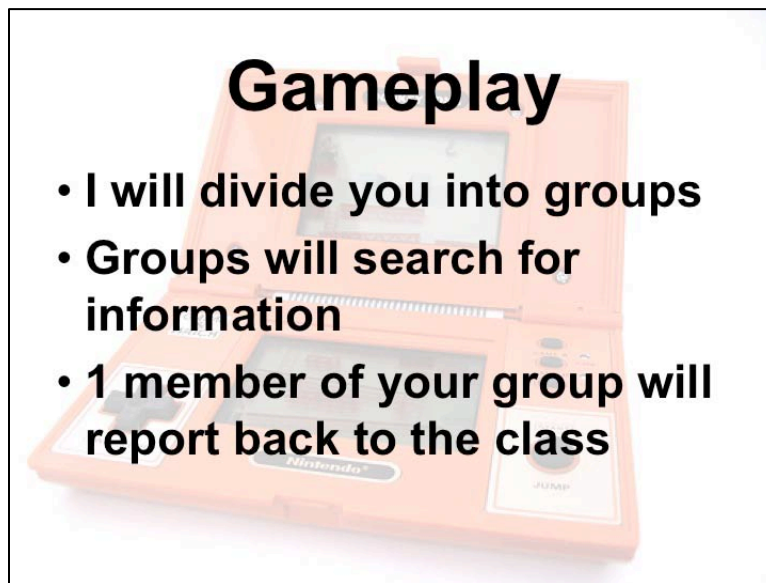 Gameplay
• I will divide you into groups
• Groups will search for
information
• 1 member of your group will
report back to the class
Nintendo®
JUMP